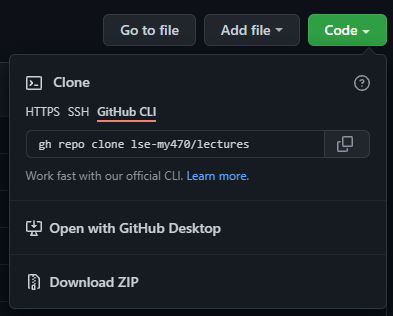 Go to file Add file Code
Clone
HTTPS SSH GitHub CLI
gh repo clone lse-my470/lectures
Work fast with our official CLI. Learn more.
Open with GitHub Desktop
Download ZIP